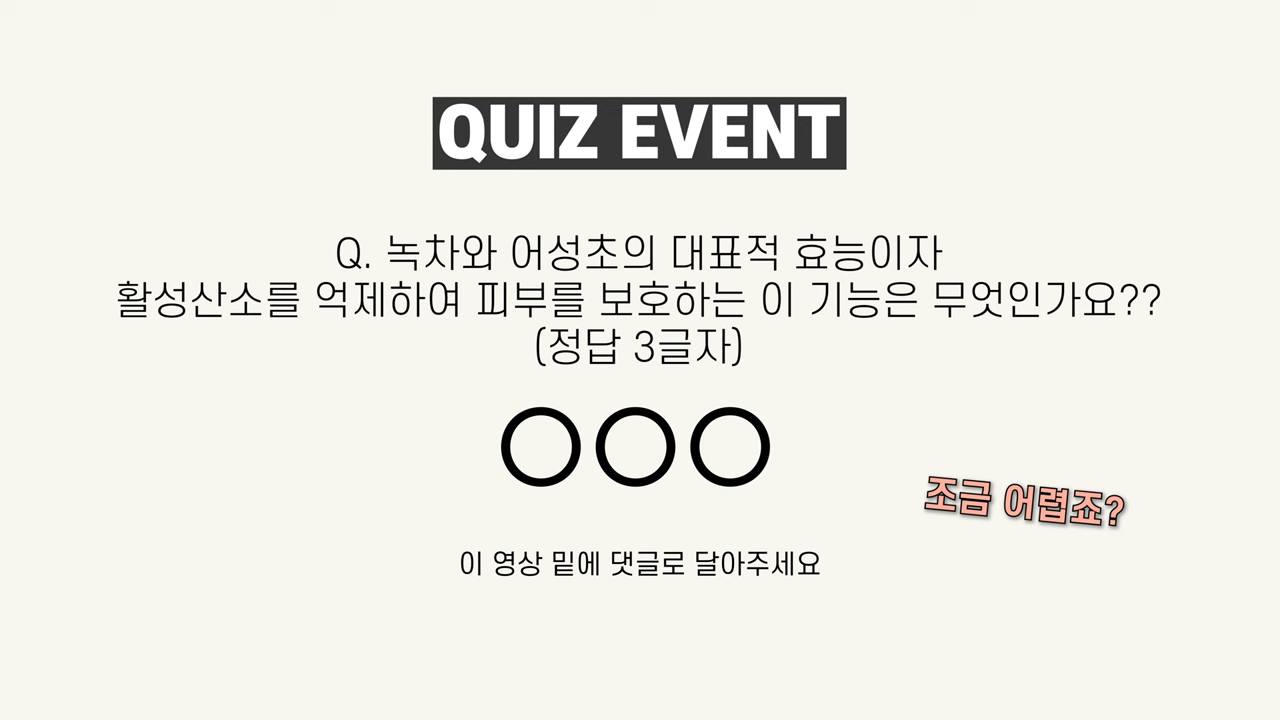 QUIZ EVENT
Q. 녹차와 어성초의 대표적 효능이자
활성산소를 억제하여 피부를 보호하는 이 기능은 무엇인가요??
(정답 3글자)
○○○
조금 어렵죠?
이 영상 밑에 댓글로 달아주세요